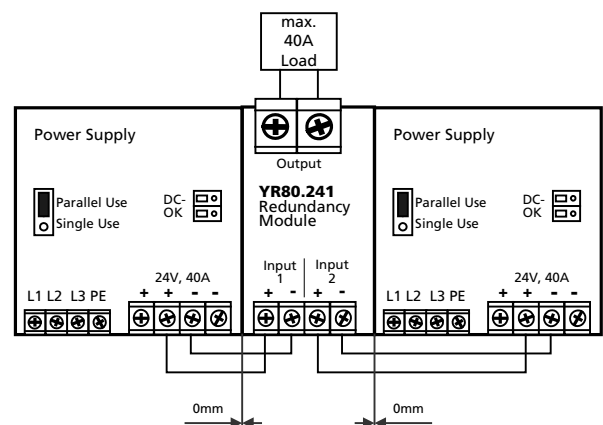 max.
40A
Load
Power Supply
Parallel Use
Single Use
DC-
OK
24V, 40A
+ + - -
L1 L2 L3 PE
Output
YR80.241
Redundancy
Module
Input
1
Input
2
+ - + -
Power Supply
Parallel Use
Single Use
DC-
OK
24V, 40A
+ + - -
L1 L2 L3 PE
0mm
0mm